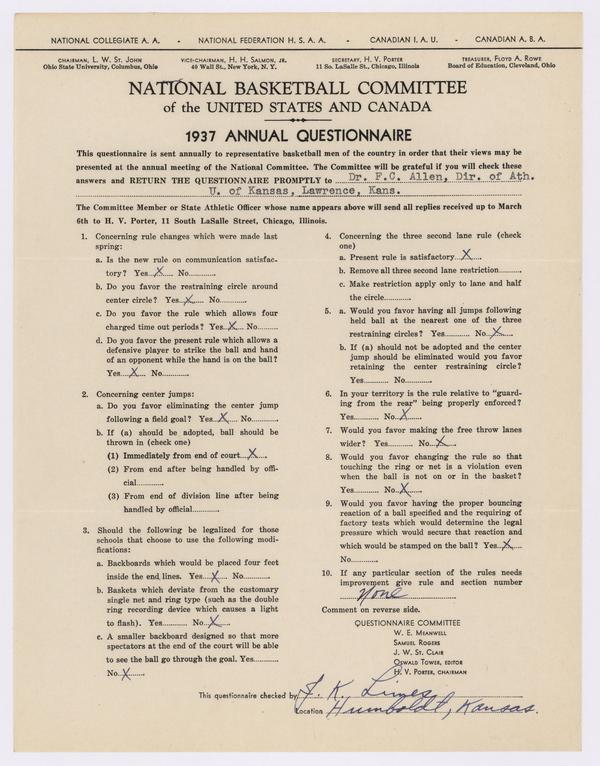 NATIONAL COLLEGIATE A. A. - NATIONAL FEDERATION H. S. A. A. - CANADIAN I. A. U. - CANADIAN A. B. A.
CHAIRMAN, L. W. ST. JOHN
Ohio State University, Columbus, Ohio
VICE-CHAIRMAN, H. H. SALMON, JR.
40 Wall St., New York, N. Y.
SECRETARY, H. V. PORTER
11 So. LaSalle St., Chicago, Illinois
TREASURER, FLOYD A. ROWE
Board of Education, Cleveland, Ohio
NATIONAL BASKETBALL COMMITTEE
of the UNITED STATES AND CANADA
1937 ANNUAL QUESTIONNAIRE
This questionnaire is sent annually to representative basketball men of the country in order that their views may be
presented at the annual meeting of the National Committee. The Committee will be grateful if you will check these
answers and RETURN THE QUESTIONNAIRE PROMPTLY to Dr. F.C. Allen, Dir. of Ath.
U. of Kansas, Lawrence, Kans.
The Committee Member or State Athletic Officer whose name appears above will send all replies received up to March
6th to H. V. Porter, 11 South LaSalle Street, Chicago, Illinois.
1. Concerning rule changes which were made last
spring:
a. Is the new rule on communication satisfac-
tory? Yes X No
b. Do you favor the restraining circle around
center circle? Yes X No
c. Do you favor the rule which allows four
charged time out periods? Yes X No
d. Do you favor the present rule which allows a
defensive player to strike the ball and hand
of an opponent while the hand is on the ball?
Yes X No
2. Concerning center jumps:
a. Do you favor eliminating the center jump
following a field goal? Yes X No
b. If (a) should be adopted, ball should be
thrown in (check one)
(1) Immediately from end of court X
(2) From end after being handled by offi-
cial
(3) From end of division line after being
handled by official
3. Should the following be legalized for those
schools that choose to use the following modi-
fications:
a. Backboards which would be placed four feet
inside the end lines. Yes X No
b. Baskets which deviate from the customary
single net and ring type (such as the double
ring recording device which causes a light
to flash). Yes No X
c. A smaller backboard designed so that more
spectators at the end of the court will be able
to see the ball go through the goal. Yes
No X
4. Concerning the three second lane rule (check
one)
a. Present rule is satisfactory X
b. Remove all three second lane restriction
c. Make restriction apply only to lane and half
the circle
5. a. Would you favor having all jumps following
held ball at the nearest one of the three
restraining circles? Yes No X
b. If (a) should not be adopted and the center
jump should be eliminated would you favor
retaining the center restraining circle?
Yes No
6. In your territory is the rule relative to "guard-
ing from the rear" being properly enforced?
Yes No X
7. Would you favor making the free throw lanes
wider? Yes No X
8. Would you favor changing the rule so that
touching the ring or net is a violation even
when the ball is not on or in the basket?
Yes No X
9. Would you favor having the proper bouncing
reaction of a ball specified and the requiring of
factory tests which would determine the legal
pressure which would secure that reaction and
which would be stamped on the ball? Yes X
No
10. If any particular section of the rules needs
improvement give rule and section number
None
Comment on reverse side.
QUESTIONNAIRE COMMITTEE
W. E. MEANWELL
SAMUEL ROGERS
J. W. ST. CLAIR
OSWALD TOWER, EDITOR
H. V. PORTER, CHAIRMAN
This questionnaire checked by J. K. Limes
Location Humboldt, Kansas.